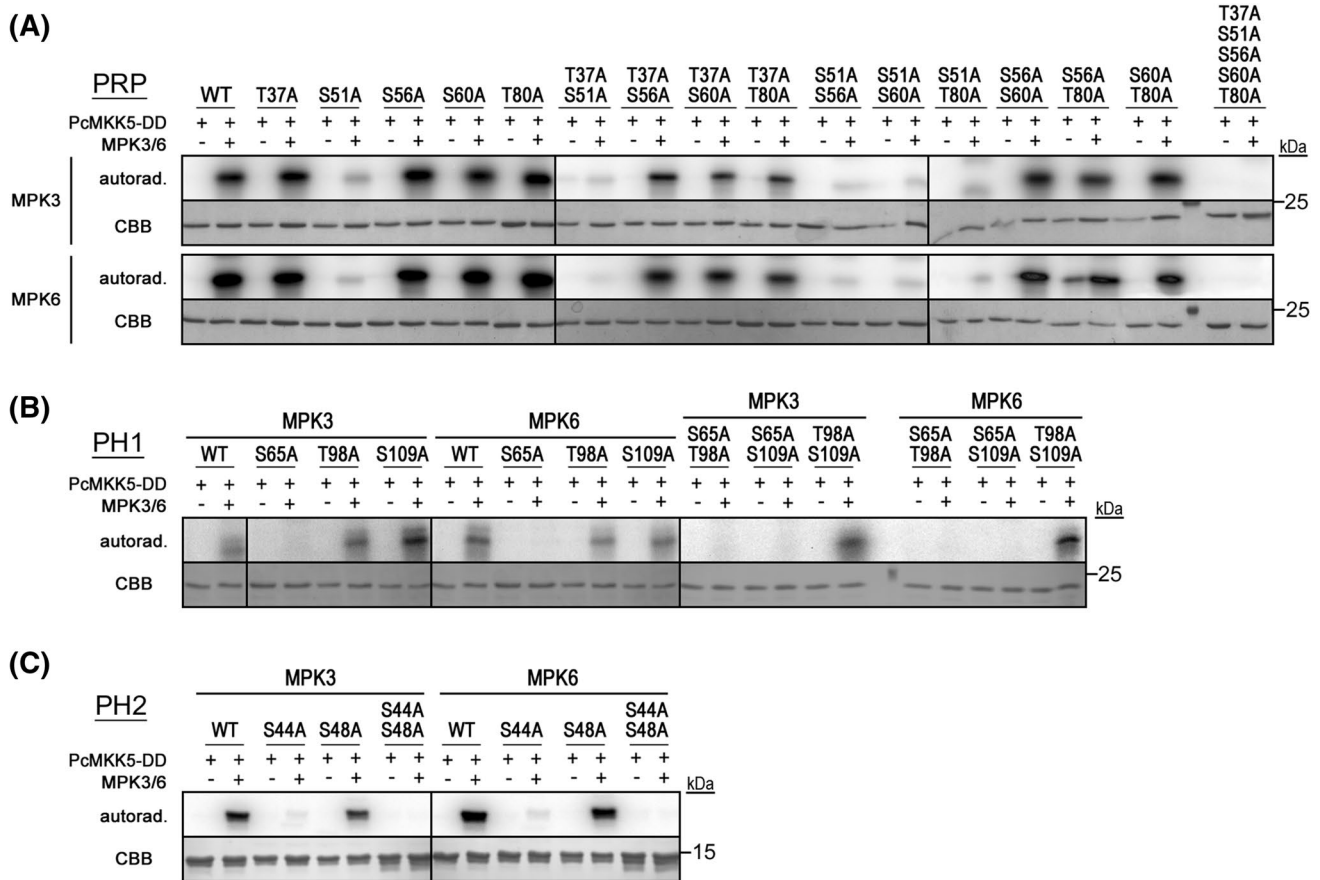 (A)
PRP
WT T37A S51A S56A S60A T80A T37A T37A T37A T37A S51A S51A S51A S56A S56A S60A T37A
S51A S56A S60A T80A S56A S60A T80A S60A T80A T80A S51A
S56A
S60A
T80A
PcMKK5-DD + + + + + + + + + + + + + + + + + + + + + + + + + + + + + + + + + +
MPK3/6 - + - + - + - + - + - + - + - + - + - + - + - + - + - + - + - + - +
kDa
MPK3
autorad.
25
CBB
MPK6
autorad.
CBB
25
(B)
PH1
MPK3 MPK6 MPK3 MPK6
WT S65A T98A S109A WT S65A T98A S109A S65A S65A T98A S65A S65A T98A
T98A S109A S109A T98A S109A S109A
PcMKK5-DD + + + + + + + + + + + + + + + + + + + + + + + + + + + +
MPK3/6 - + - + - + - + - + - + - + - + - + - + - + - + - + - +
kDa
autorad.
CBB
25
(C)
PH2
MPK3 MPK6
WT S44A S48A S44A WT S44A S48A S44A
S48A S48A
PcMKK5-DD + + + + + + + + + + + + + + + +
MPK3/6 - + - + - + - + - + - + - + - +
kDa
autorad.
CBB
15